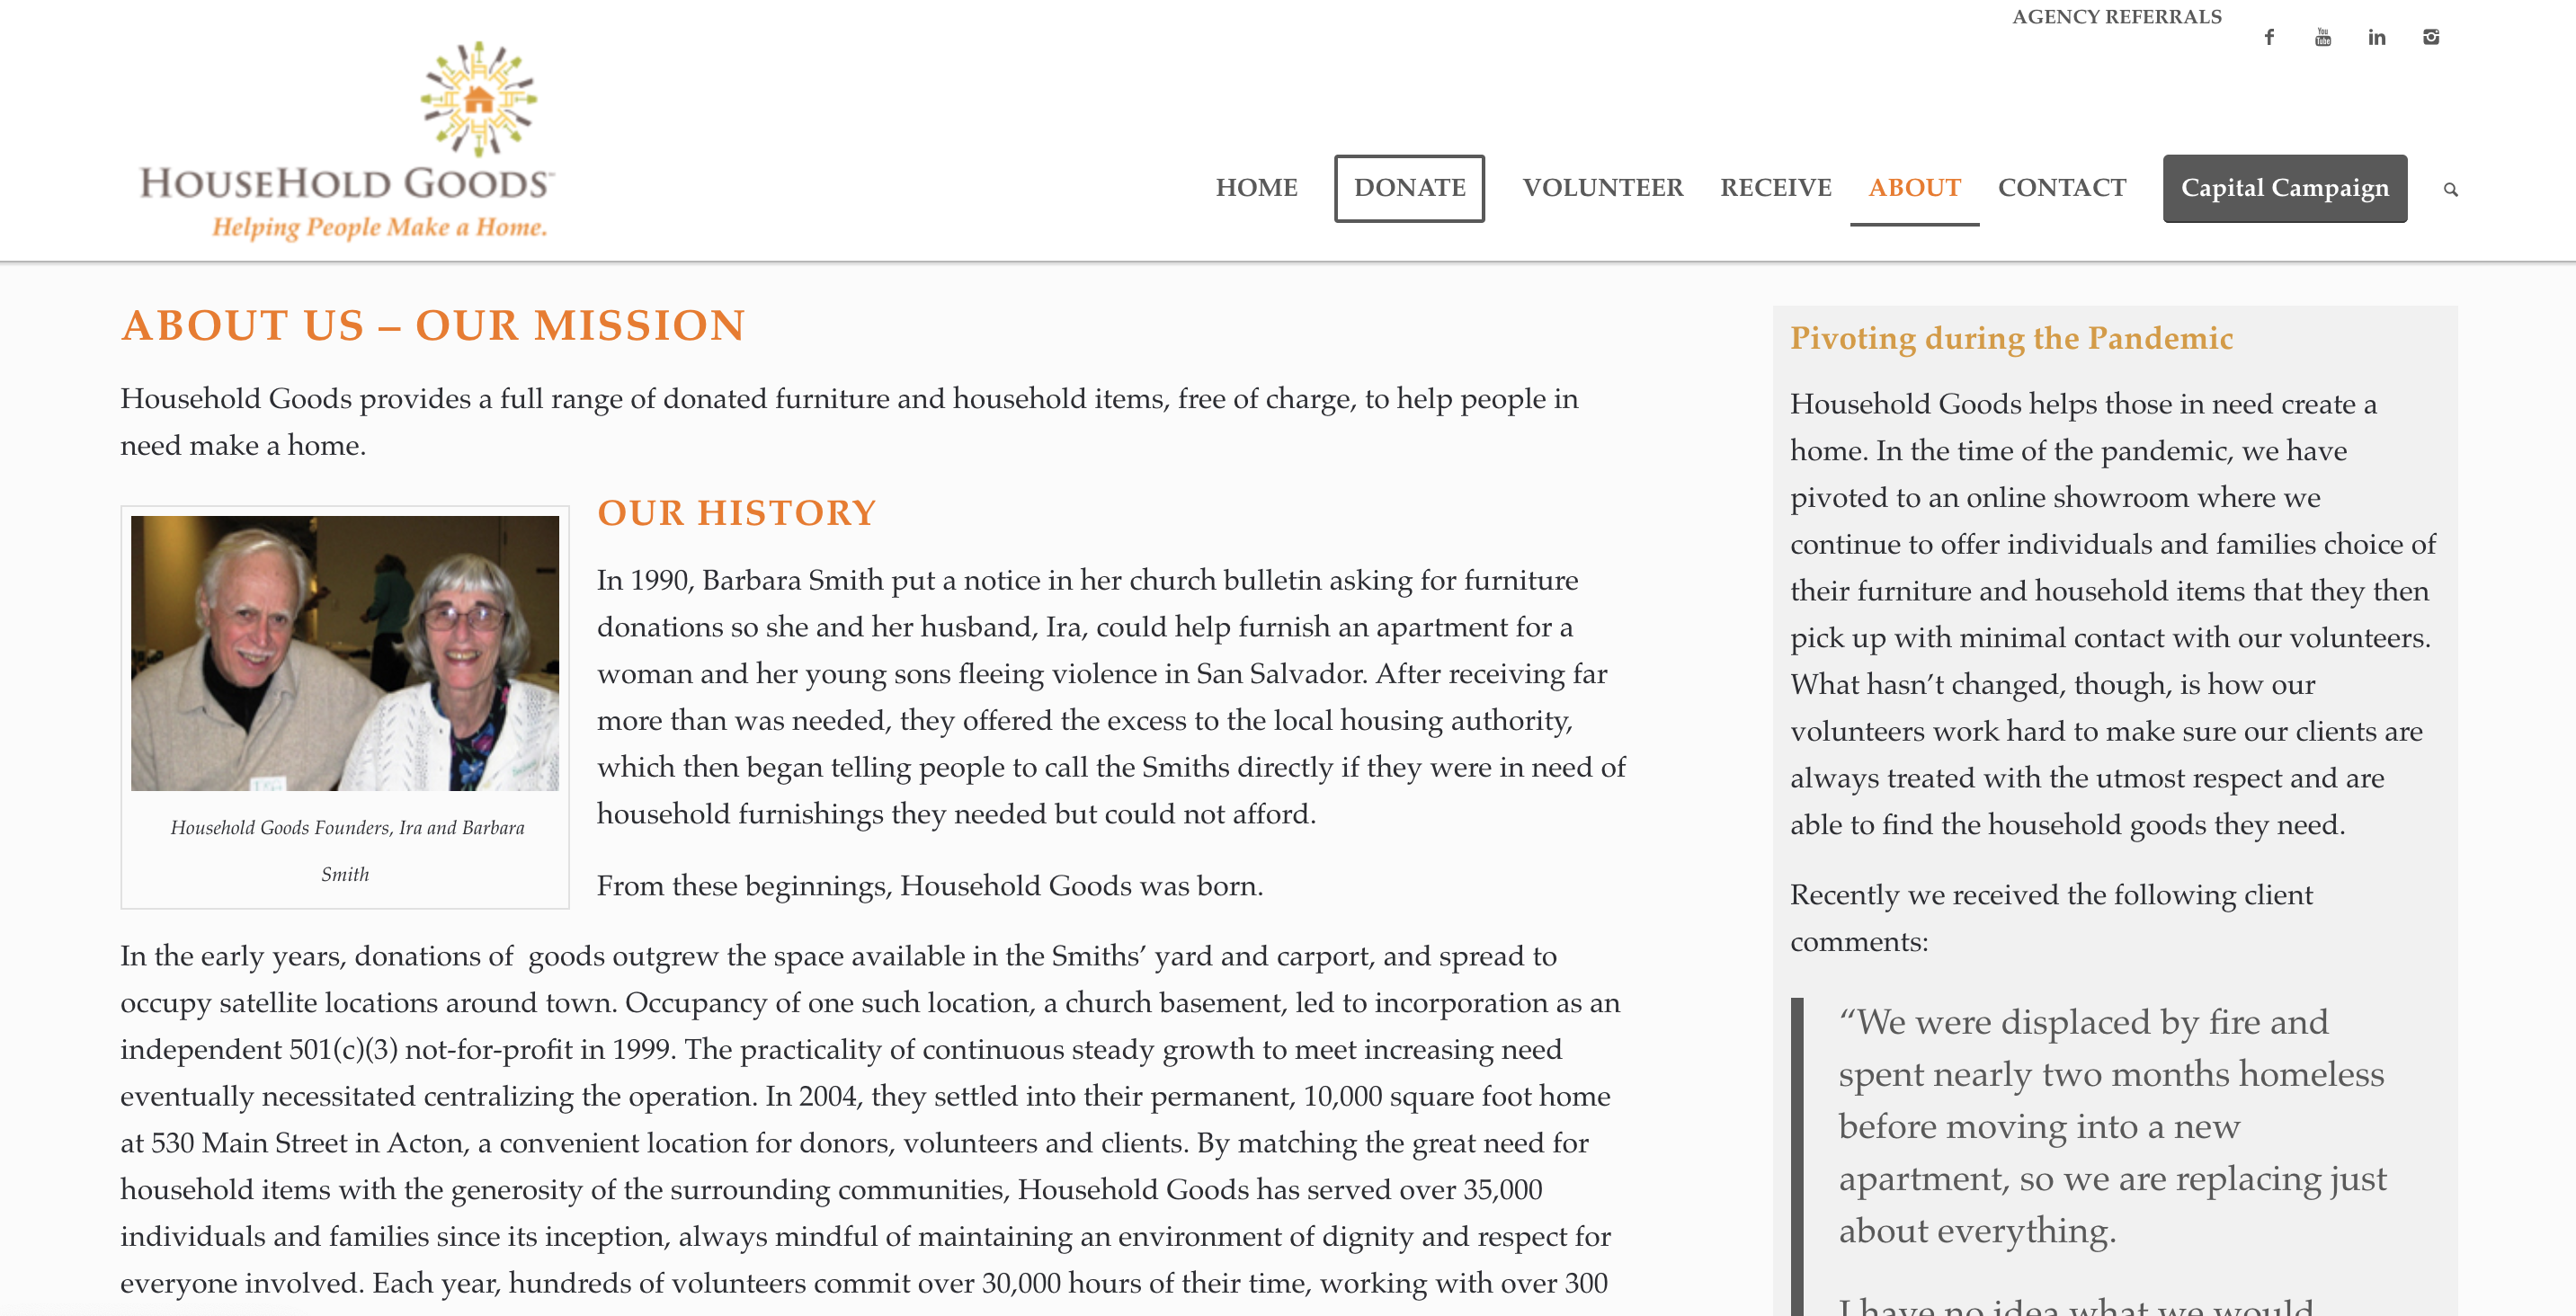 AGENCY REFERRALS
HOUSEHOLD GOODS
Helping People Make a Home.
HOME DONATE VOLUNTEER RECEIVE ABOUT CONTACT Capital Campaign
ABOUT US – OUR MISSION
Household Goods provides a full range of donated furniture and household items, free of charge, to help people in
need make a home.
Household Goods Founders, Ira and Barbara
Smith
OUR HISTORY
In 1990, Barbara Smith put a notice in her church bulletin asking for furniture
donations so she and her husband, Ira, could help furnish an apartment for a
woman and her young sons fleeing violence in San Salvador. After receiving far
more than was needed, they offered the excess to the local housing authority,
which then began telling people to call the Smiths directly if they were in need of
household furnishings they needed but could not afford.
From these beginnings, Household Goods was born.
In the early years, donations of  goods outgrew the space available in the Smiths’ yard and carport, and spread to
occupy satellite locations around town. Occupancy of one such location, a church basement, led to incorporation as an
independent 501(c)(3) not-for-profit in 1999. The practicality of continuous steady growth to meet increasing need
eventually necessitated centralizing the operation. In 2004, they settled into their permanent, 10,000 square foot home
at 530 Main Street in Acton, a convenient location for donors, volunteers and clients. By matching the great need for
household items with the generosity of the surrounding communities, Household Goods has served over 35,000
individuals and families since its inception, always mindful of maintaining an environment of dignity and respect for
everyone involved. Each year, hundreds of volunteers commit over 30,000 hours of their time, working with over 300
Pivoting during the Pandemic
Household Goods helps those in need create a
home. In the time of the pandemic, we have
pivoted to an online showroom where we
continue to offer individuals and families choice of
their furniture and household items that they then
pick up with minimal contact with our volunteers.
What hasn’t changed, though, is how our
volunteers work hard to make sure our clients are
always treated with the utmost respect and are
able to find the household goods they need.
Recently we received the following client
comments:
“We were displaced by fire and
spent nearly two months homeless
before moving into a new
apartment, so we are replacing just
about everything.
I have no idea what we would